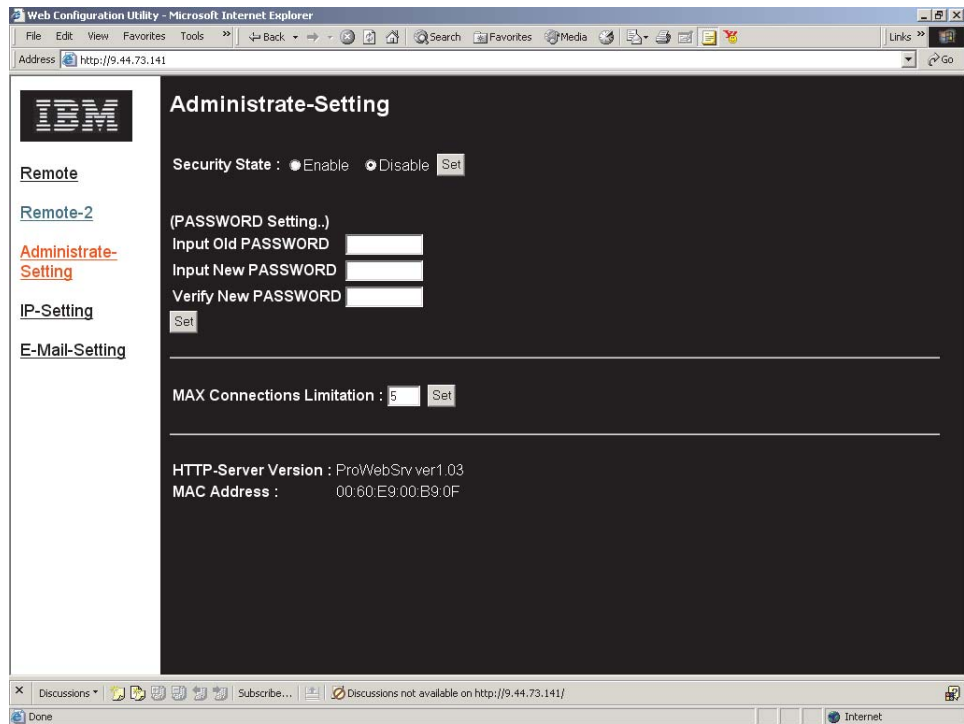 Web Configuration Utility - Microsoft Internet Explorer
File Edit View Favorites Tools » Back Search Favorites Media Links »
Address http://9.44.73.141 Go
IBM
Remote
Remote-2
Administrate-
Setting
IP-Setting
E-Mail-Setting
Administrate-Setting
Security State : Enable Disable Set
(PASSWORD Setting..)
Input Old PASSWORD
Input New PASSWORD
Verify New PASSWORD
Set
MAX Connections Limitation : 5 Set
HTTP-Server Version : ProWebSrv ver1.03
MAC Address : 00:60:E9:00:B9:0F
Discussions Subscribe... Discussions not available on http://9.44.73.141/
Done Internet